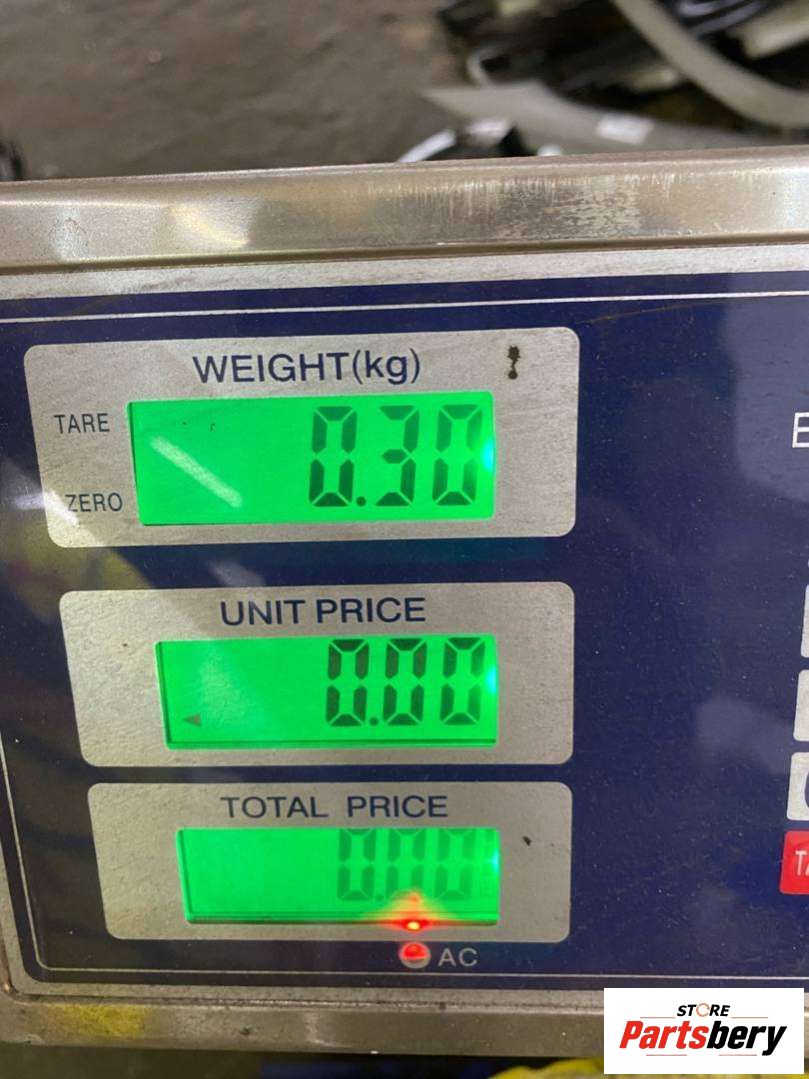 WEIGHT(kg)
TARE
0.30
ZERO
UNIT PRICE
0.00
TOTAL PRICE
0.00
AC
STORE
Partsbery